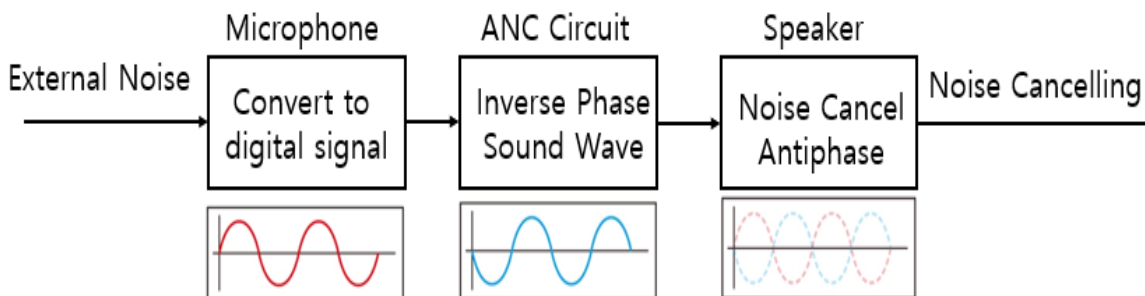 Microphone
ANC Circuit
Speaker
External Noise
Convert to
digital signal
Inverse Phase
Sound Wave
Noise Cancel
Antiphase
Noise Cancelling